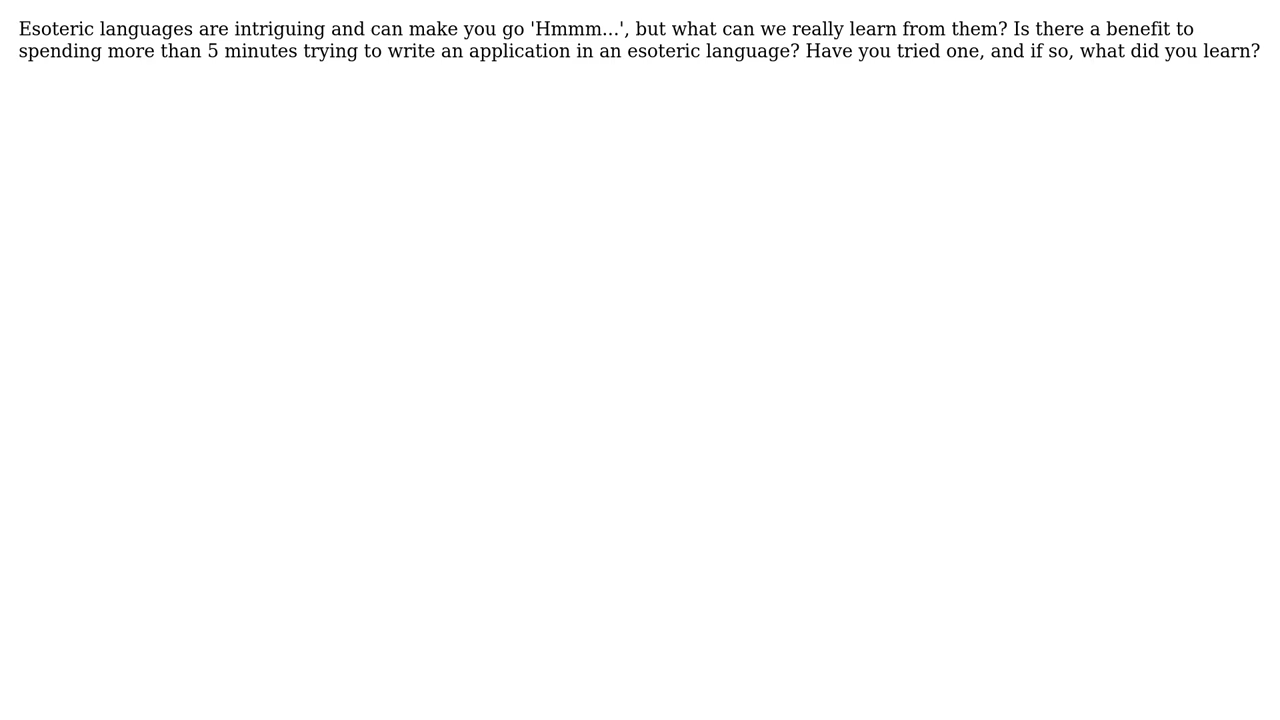 Esoteric languages are intriguing and can make you go 'Hmmm...', but what can we really learn from them? Is there a benefit to
spending more than 5 minutes trying to write an application in an esoteric language? Have you tried one, and if so, what did you learn?